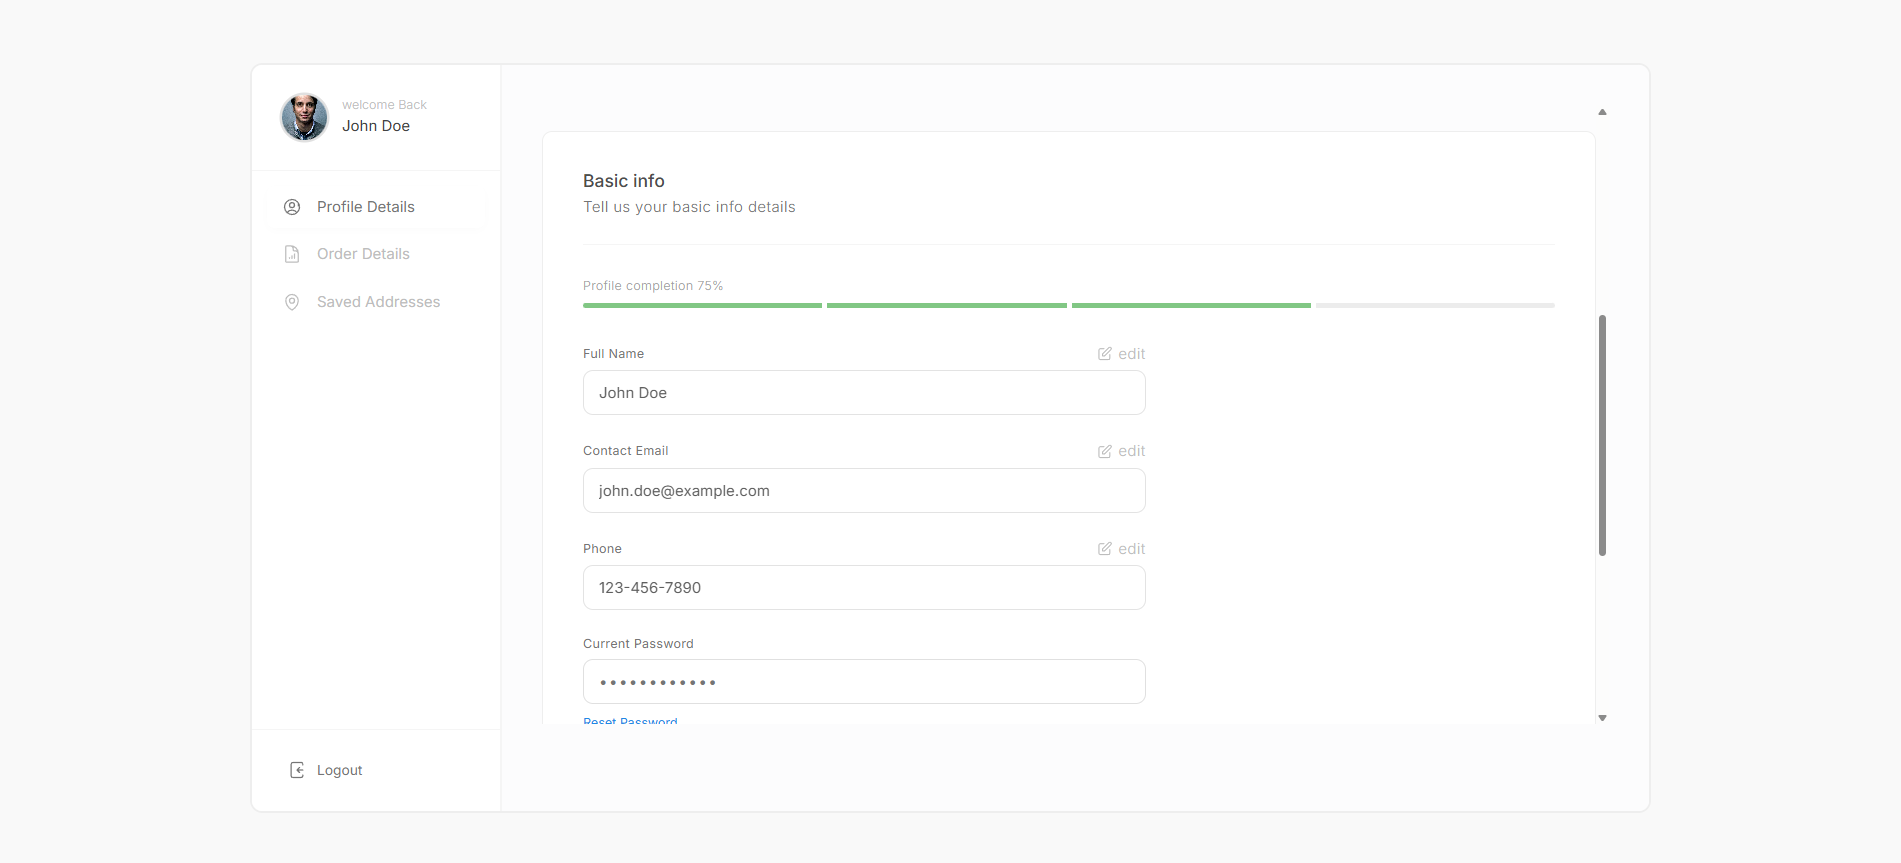 welcome Back
John Doe
Profile Details
Order Details
Saved Addresses
Logout
Basic info
Tell us your basic info details
Profile completion 75%
Full Name
edit
John Doe
Contact Email
edit
john.doe@example.com
Phone
edit
123-456-7890
Current Password
••••••••••••
Reset Password